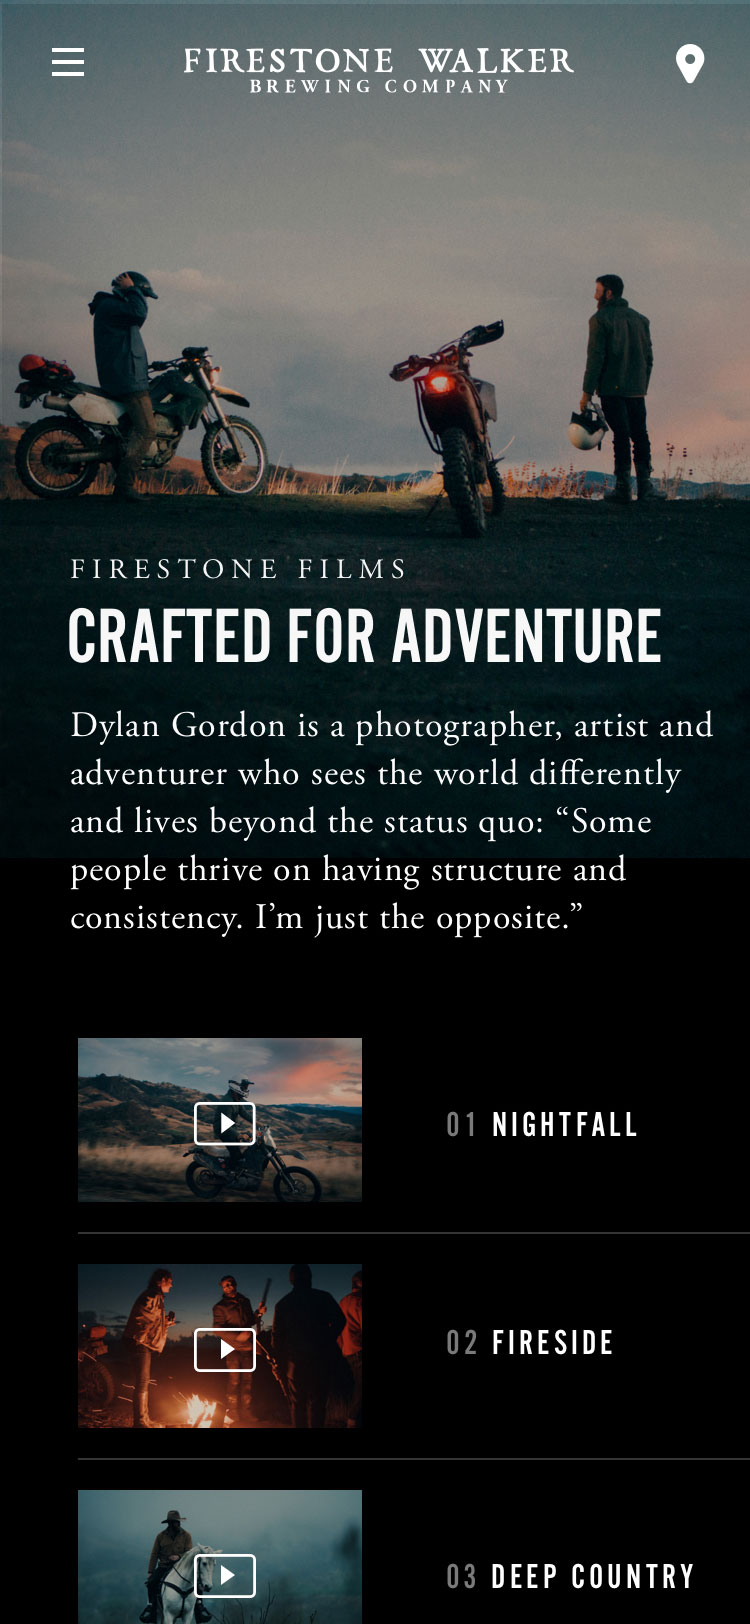 FIRESTONE WALKER
BREWING COMPANY
FIRESTONE FILMS
CRAFTED FOR ADVENTURE
Dylan Gordon is a photographer, artist and
adventurer who sees the world differently
and lives beyond the status quo: “Some
people thrive on having structure and
consistency. I’m just the opposite.”
01 NIGHTFALL
02 FIRESIDE
03 DEEP COUNTRY